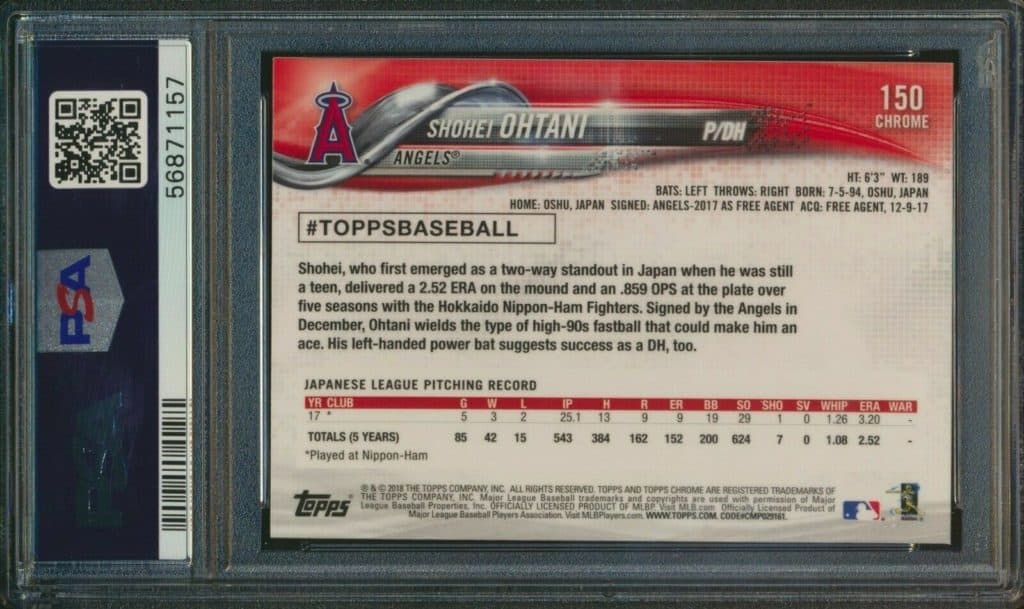 56871157
PSA
A
150
CHROME
SHOHEI OHTANI P/DH
ANGELS®
HT: 6'3" WT: 189
BATS: LEFT THROWS: RIGHT BORN: 7-5-94, OSHU, JAPAN
HOME: OSHU, JAPAN SIGNED: ANGELS-2017 AS FREE AGENT ACQ: FREE AGENT, 12-9-17
#TOPPSBASEBALL
Shohei, who first emerged as a two-way standout in Japan when he was still
a teen, delivered a 2.52 ERA on the mound and an .859 OPS at the plate over
five seasons with the Hokkaido Nippon-Ham Fighters. Signed by the Angels in
December, Ohtani wields the type of high-90s fastball that could make him an
ace. His left-handed power bat suggests success as a DH, too.
JAPANESE LEAGUE PITCHING RECORD
YR CLUB G W L IP H R ER BB SO SHO SV WHIP ERA WAR
17 * 5 3 2 25.1 13 9 9 19 29 1 0 1.26 3.20 -
TOTALS (5 YEARS) 85 42 15 543 384 162 152 200 624 7 0 1.08 2.52 -
*Played at Nippon-Ham
Topps®
® & © 2018 THE TOPPS COMPANY, INC. ALL RIGHTS RESERVED. TOPPS AND TOPPS CHROME ARE REGISTERED TRADEMARKS OF
THE TOPPS COMPANY, INC. Major League Baseball trademarks and copyrights are used with permission of Major
League Baseball Properties, Inc. OFFICIALLY LICENSED PRODUCT OF MLBP. Visit MLB.com. Officially Licensed Product of
Major League Baseball Players Association. Visit MLBPlayers.com. WWW.TOPPS.COM. CODE#CMP029161.